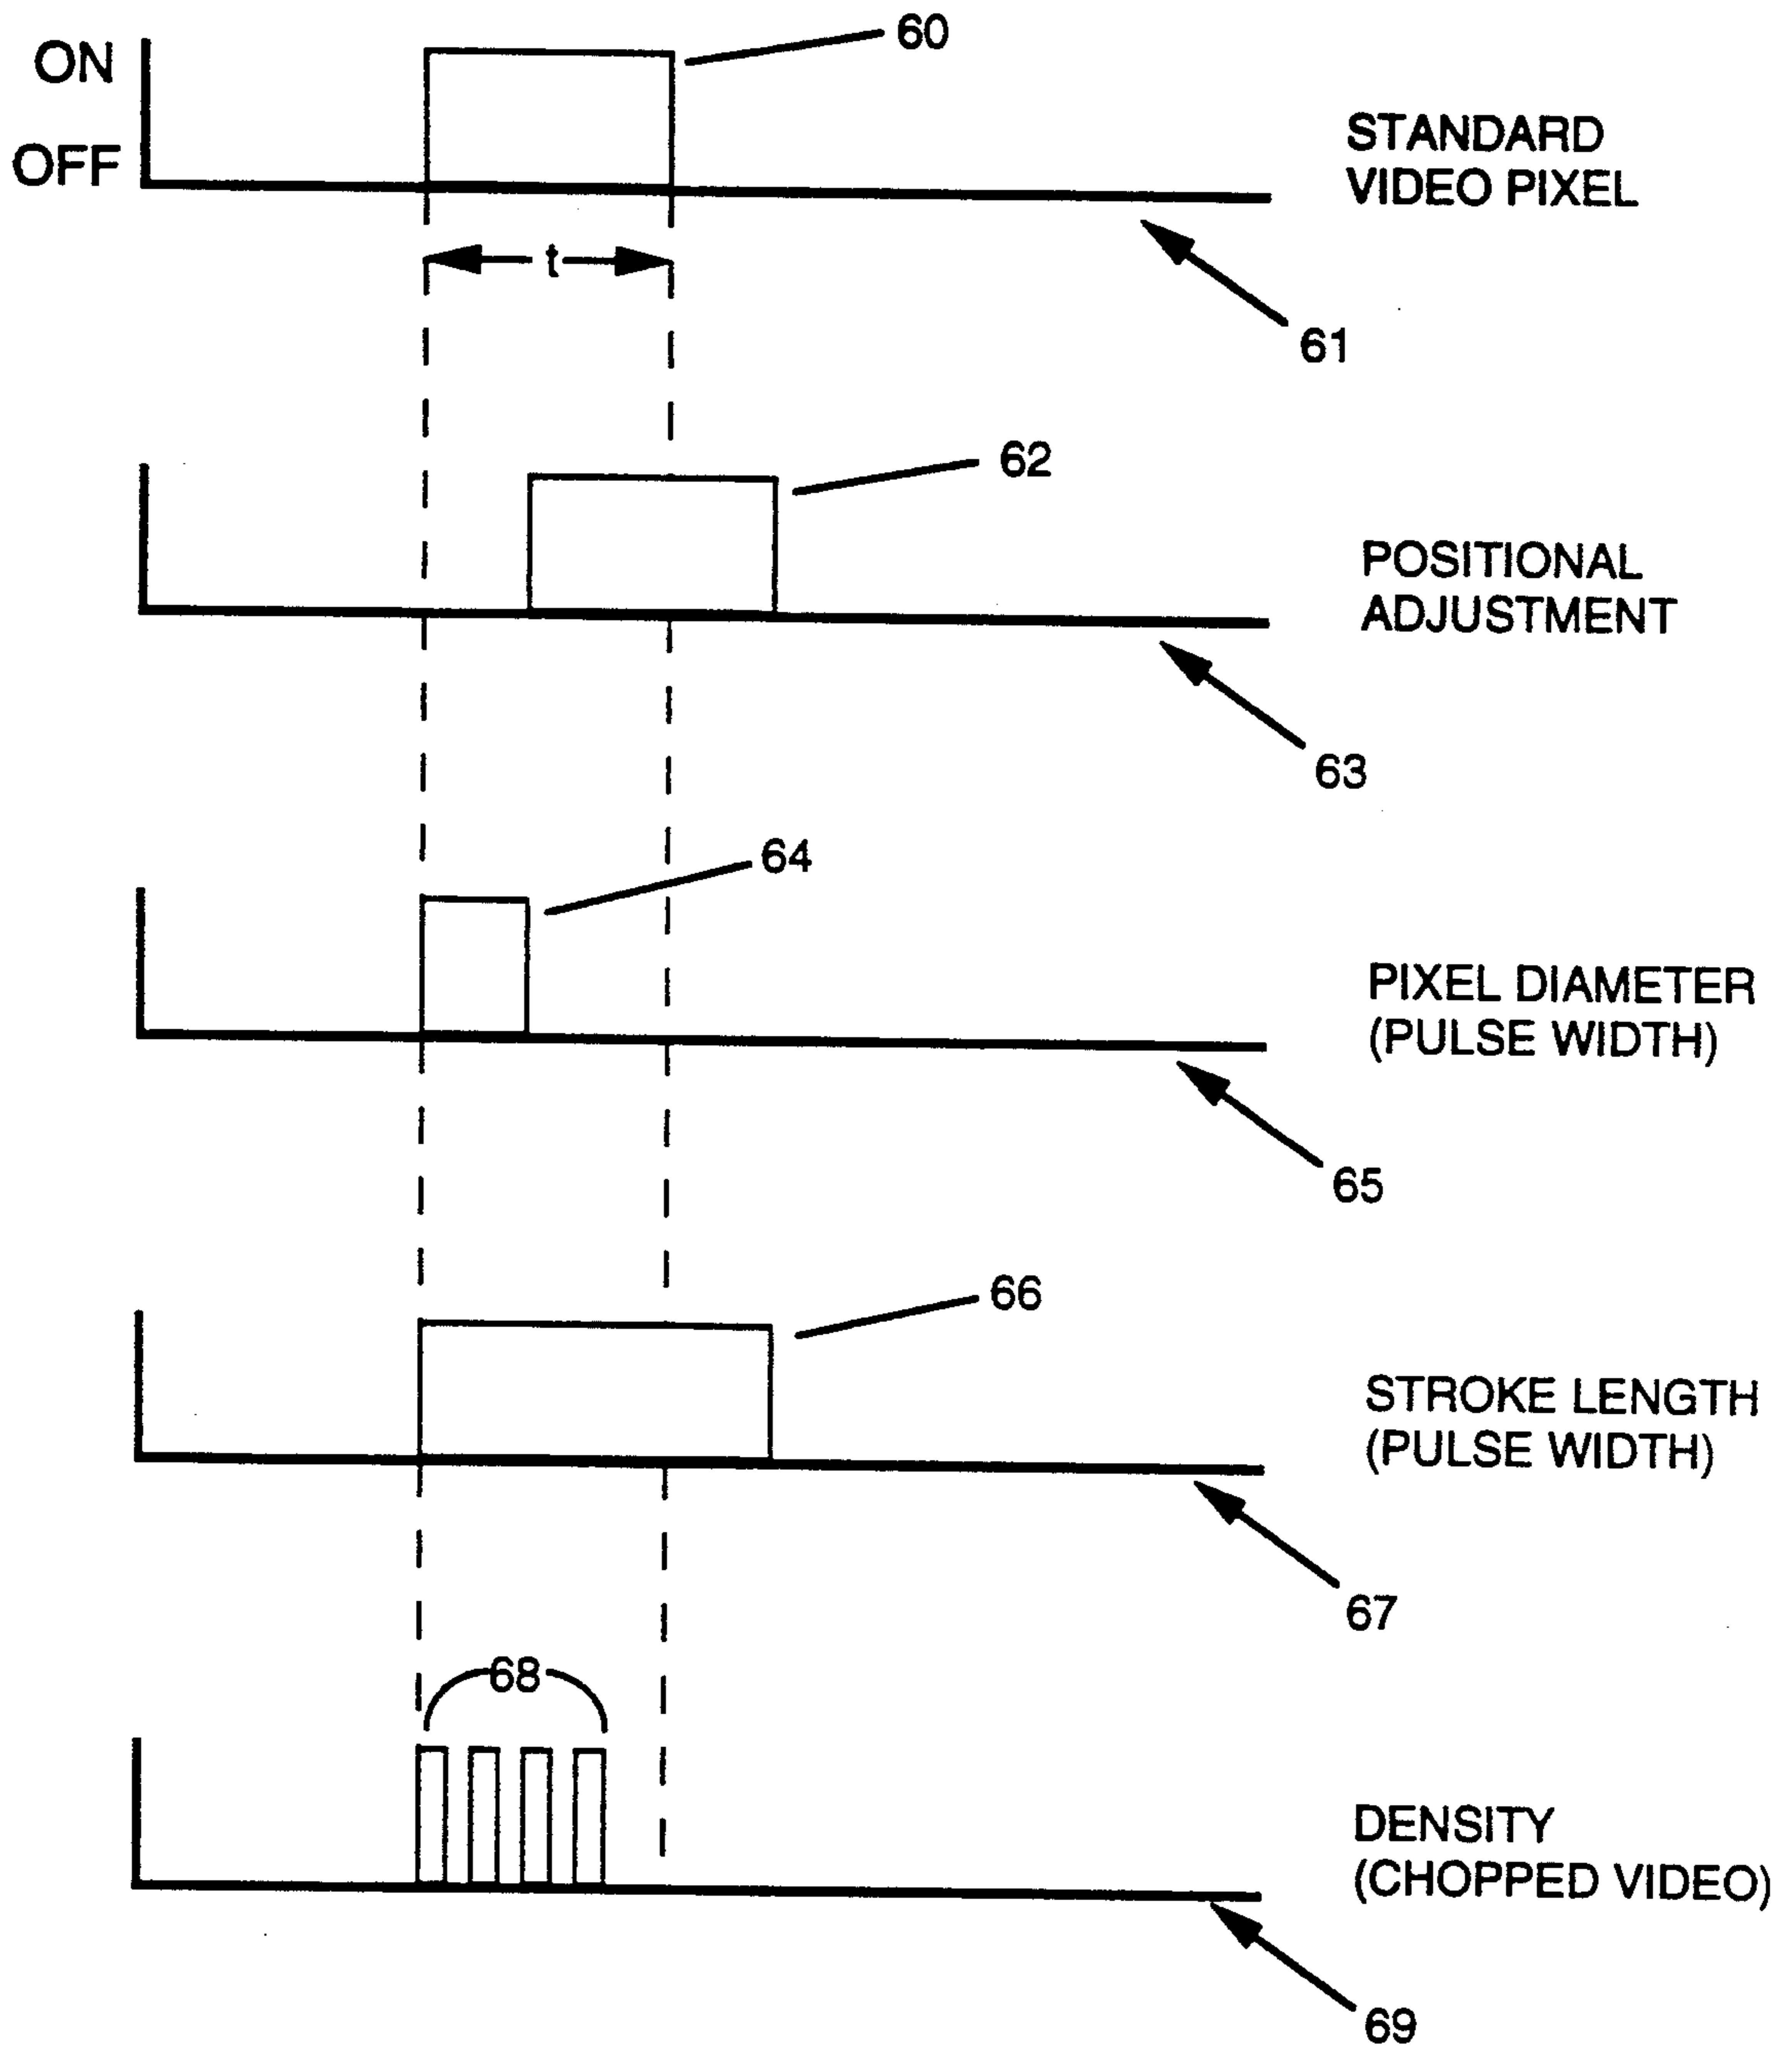 ON
OFF
60
STANDARD
VIDEO PIXEL
t
61
62
POSITIONAL
ADJUSTMENT
63
64
PIXEL DIAMETER
(PULSE WIDTH)
65
66
STROKE LENGTH
(PULSE WIDTH)
67
68
DENSITY
(CHOPPED VIDEO)
69